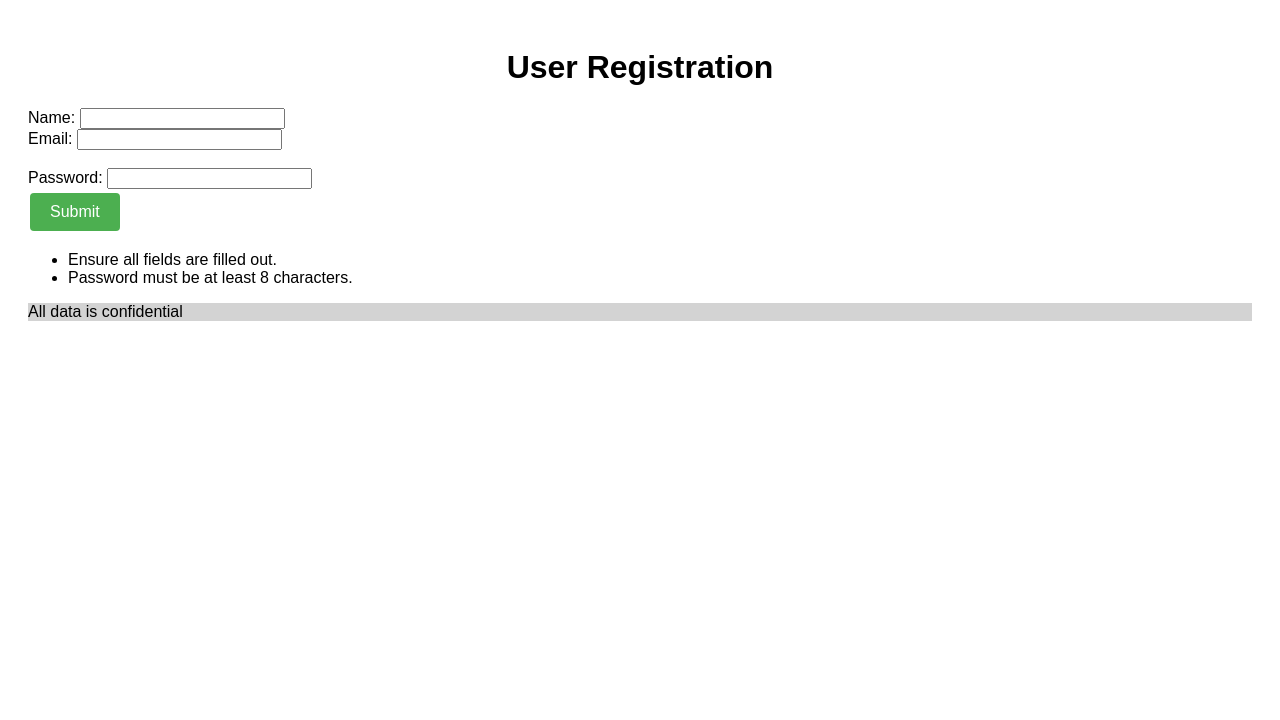 User Registration
Name:
Email:
Password:
Submit
Ensure all fields are filled out.
Password must be at least 8 characters.
All data is confidential